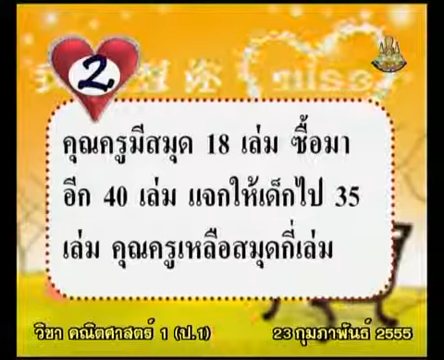 2
miss
คุณครูมีสมุด 18 เล่ม ซื้อมา
อีก 40 เล่ม แจกให้เด็กไป 35
เล่ม คุณครูเหลือสมุดกี่เล่ม
วิชา คณิตศาสตร์ 1 (ป.1)
23 กุมภาพันธ์ 2555